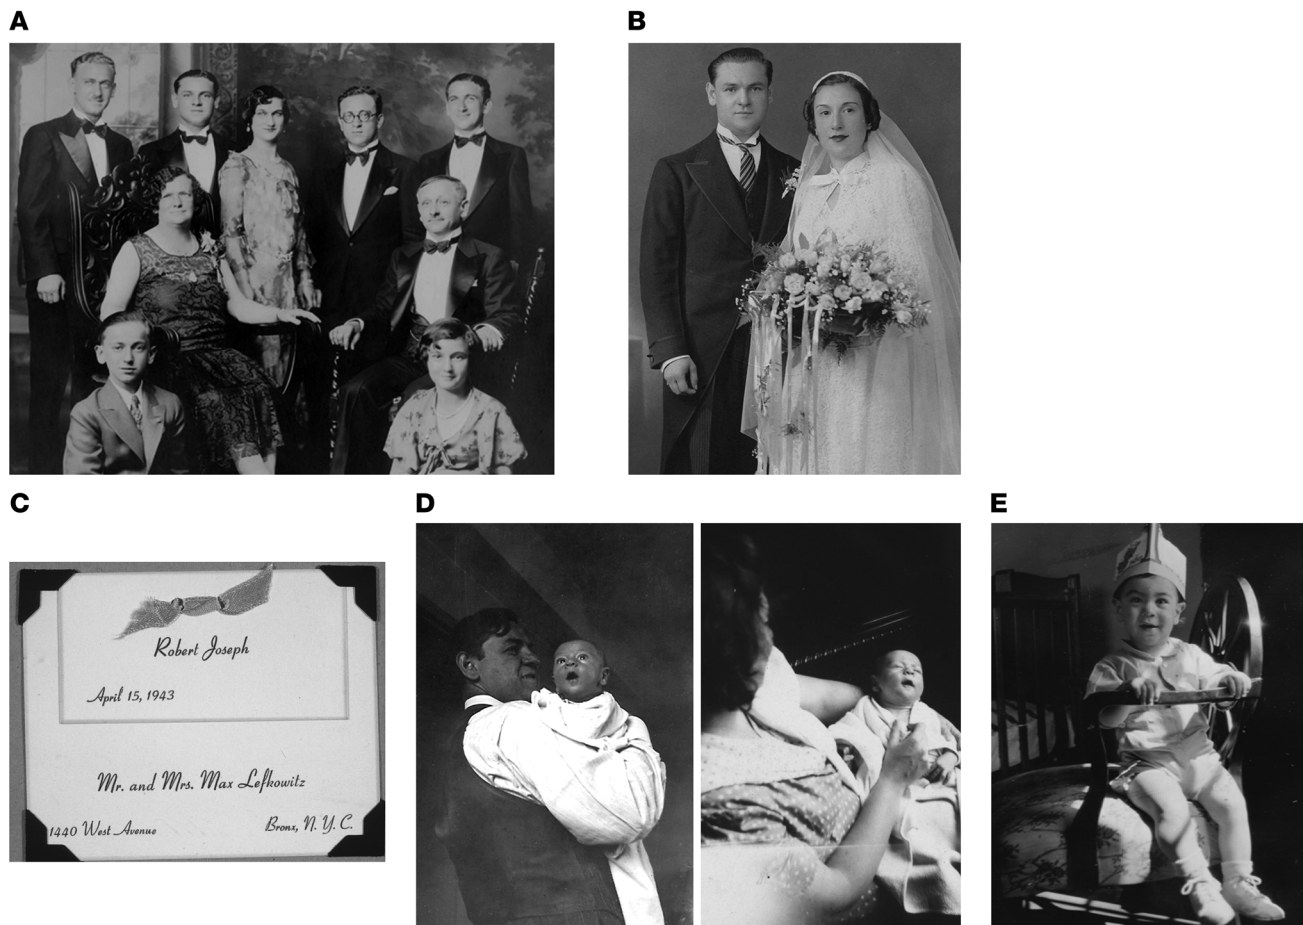 A
B
C
Robert Joseph
April 15, 1943
Mr. and Mrs. Max Lefkowitz
1440 West Avenue
Bronx, N. Y. C.
D
E